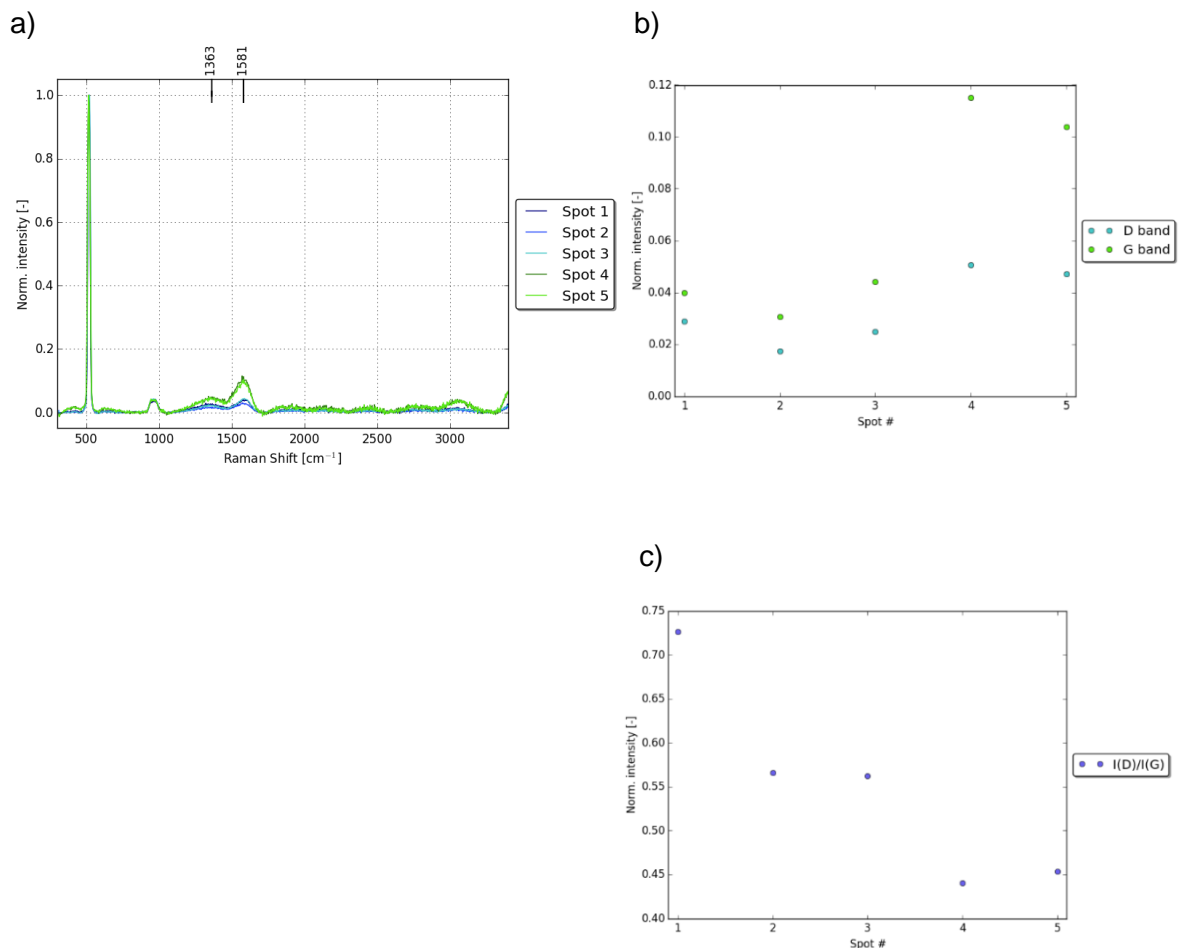 a)
1363
1581
1.0
0.8
0.6
0.4
0.2
0.0
Norm. intensity [-]
500 1000 1500 2000 2500 3000
Raman Shift [cm⁻¹]
Spot 1
Spot 2
Spot 3
Spot 4
Spot 5
b)
0.12
0.10
0.08
0.06
0.04
0.02
0.00
Norm. intensity [-]
1 2 3 4 5
Spot #
D band
G band
c)
0.75
0.70
0.65
0.60
0.55
0.50
0.45
0.40
Norm. intensity [-]
1 2 3 4 5
Spot #
I(D)/I(G)